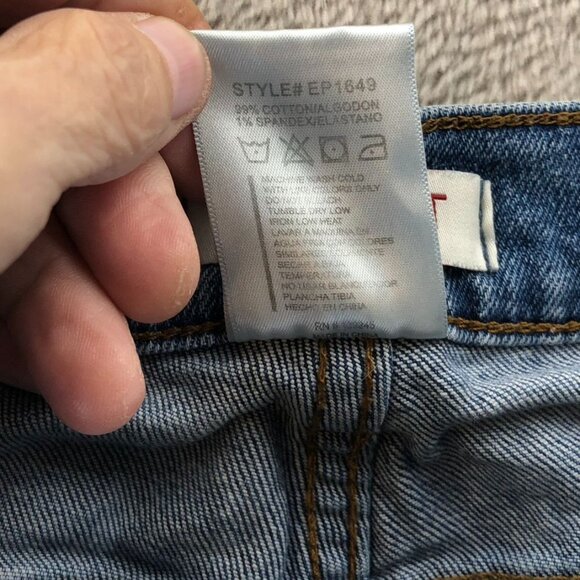 STYLE# EP1649
99% COTTON/ALGODON
1% SPANDEX/ELASTANO
MACHINE WASH COLD
WITH LIKE COLORS ONLY
DO NOT BLEACH
TUMBLE DRY LOW
IRON LOW HEAT
LAVAR A MAQUINA EN
AGUA FRIA CON COLORES
TEMPERATURA
NO USAR BLANQUEADOR
PLANCHA TIBIA
HECHO EN CHINA
RN #
T